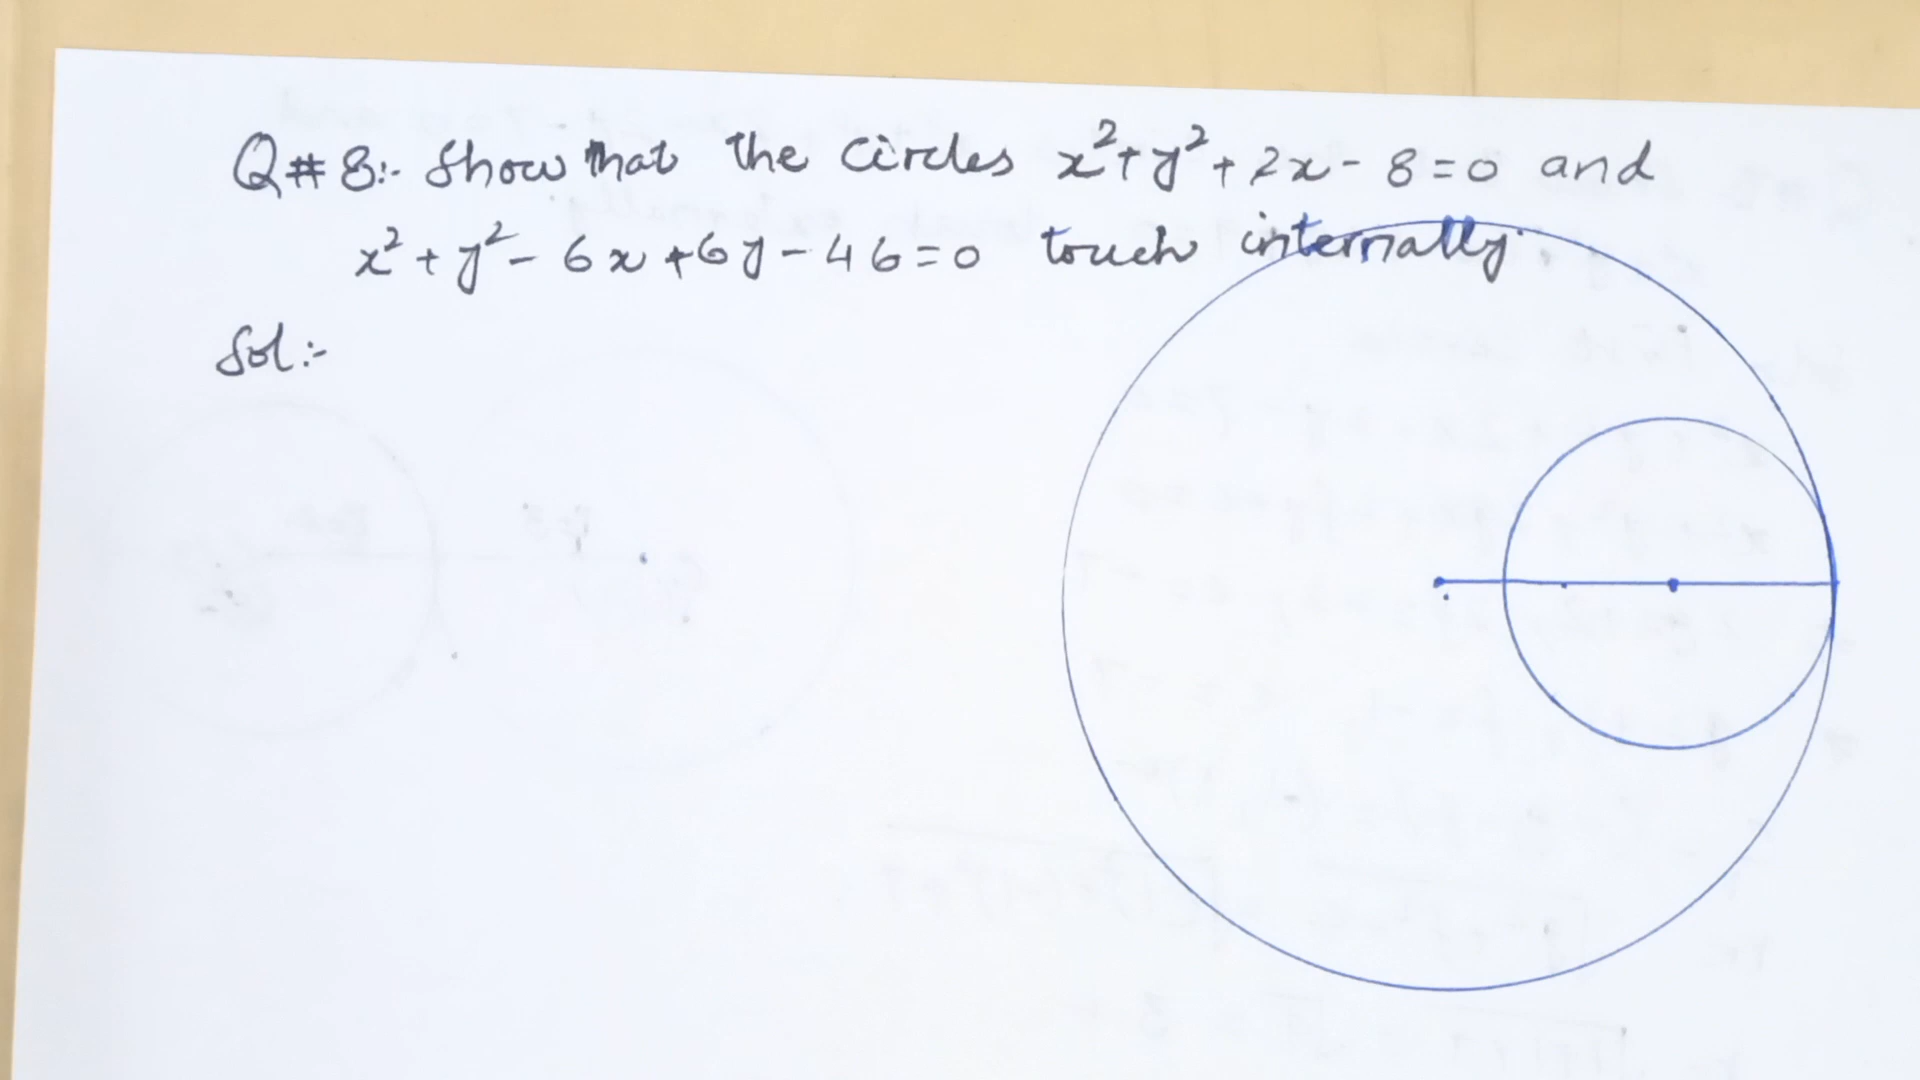 Q#8:- Show that the circles x²+y²+2x-8=0 and
x²+y²-6x+6y-46=0 touch internally.
Sol:-